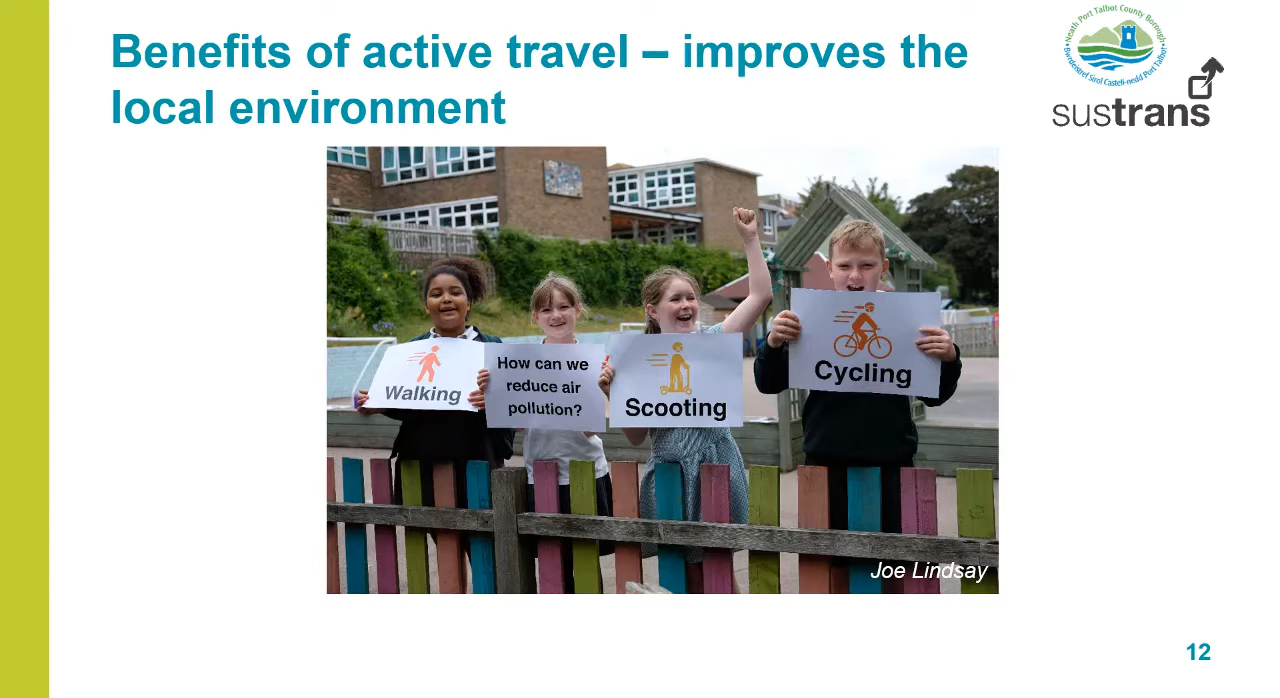 Benefits of active travel – improves the
local environment
Neath Port Talbot County Borough
Bwrdeistref Sirol Castell-nedd Port Talbot
sustrans
Walking
How can we
reduce air
pollution?
Scooting
Cycling
Joe Lindsay
12